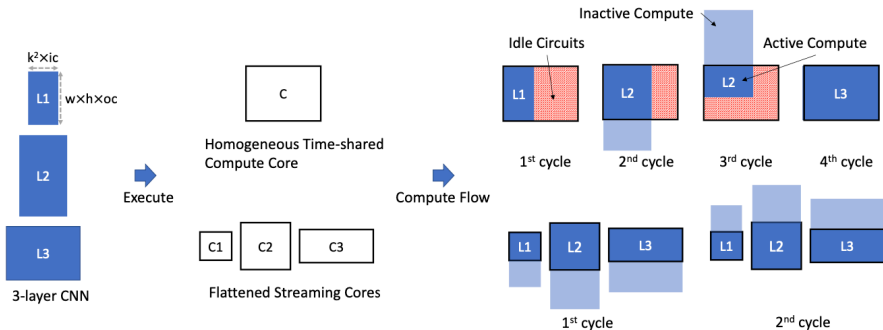 k²×ic
L1
w×h×oc
L2
L3
3-layer CNN
Execute
C
Homogeneous Time-shared
Compute Core
C1
C2
C3
Flattened Streaming Cores
Compute Flow
Inactive Compute
Idle Circuits
Active Compute
L1
L2
L2
L3
1st cycle
2nd cycle
3rd cycle
4th cycle
L1
L2
L3
L1
L2
L3
1st cycle
2nd cycle